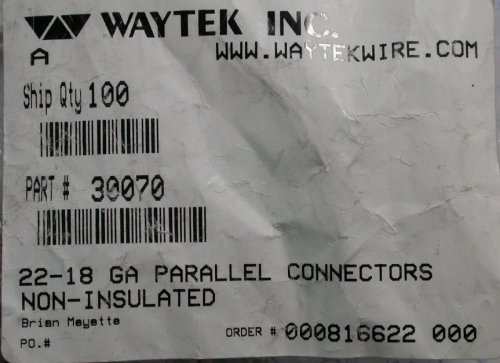 WAYTEK INC.
A WWW.WAYTEKWIRE.COM
Ship Qty 100
PART # 30070
22-18 GA PARALLEL CONNECTORS
NON-INSULATED
Brian Meyette
PO.# ORDER # 000816622 000